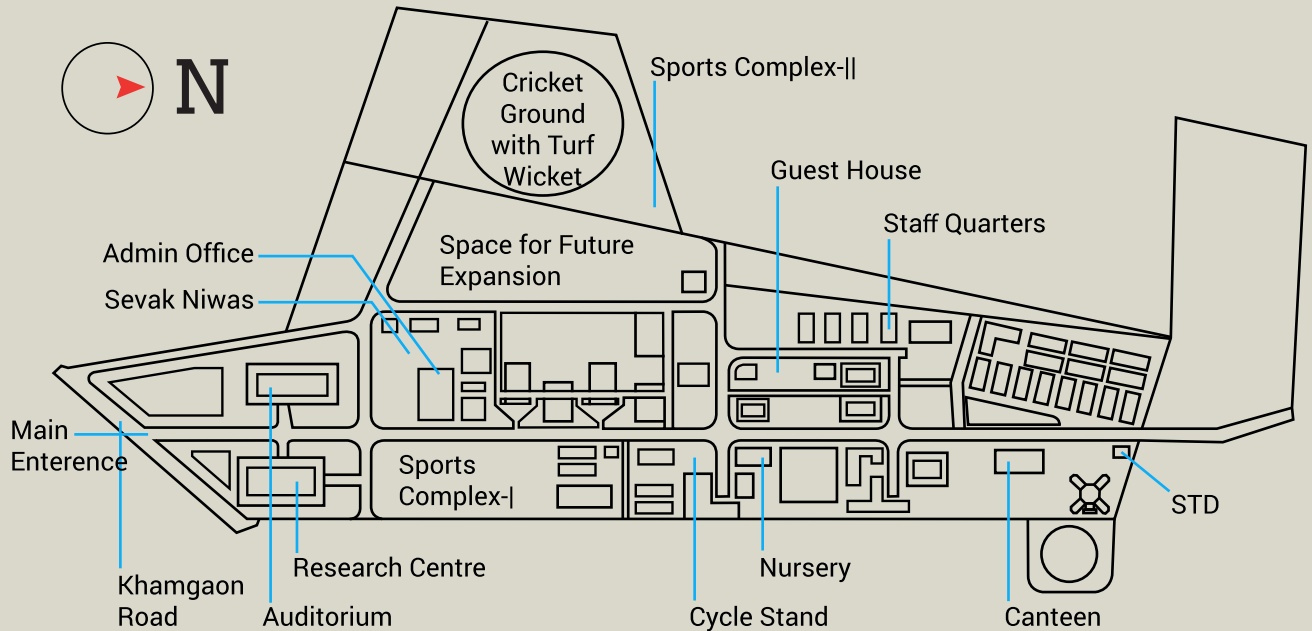 N
Cricket
Ground
with Turf
Wicket
Sports Complex-||
Guest House
Staff Quarters
Admin Office
Space for Future
Expansion
Sevak Niwas
Main
Enterence
Sports
Complex-|
STD
Research Centre
Nursery
Khamgaon
Road
Auditorium
Cycle Stand
Canteen